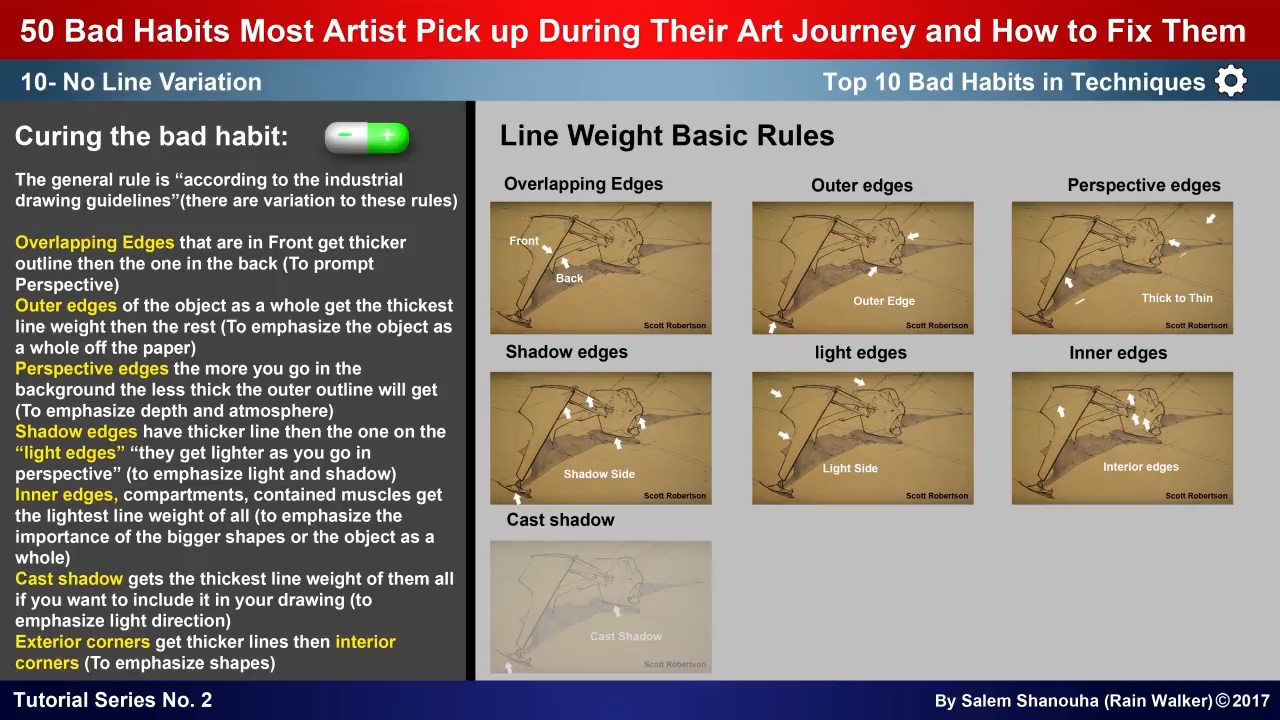 50 Bad Habits Most Artist Pick up During Their Art Journey and How to Fix Them
10- No Line Variation
Top 10 Bad Habits in Techniques
Curing the bad habit:
The general rule is “according to the industrial
drawing guidelines”(there are variation to these rules)
Overlapping Edges that are in Front get thicker
outline then the one in the back (To prompt
Perspective)
Outer edges of the object as a whole get the thickest
line weight then the rest (To emphasize the object as
a whole off the paper)
Perspective edges the more you go in the
background the less thick the outer outline will get
(To emphasize depth and atmosphere)
Shadow edges have thicker line then the one on the
“light edges” “they get lighter as you go in
perspective” (to emphasize light and shadow)
Inner edges, compartments, contained muscles get
the lightest line weight of all (to emphasize the
importance of the bigger shapes or the object as a
whole)
Cast shadow gets the thickest line weight of them all
if you want to include it in your drawing (to
emphasize light direction)
Exterior corners get thicker lines then interior
corners (To emphasize shapes)
Line Weight Basic Rules
Overlapping Edges
Front
Back
Scott Robertson
Outer edges
Outer Edge
Scott Robertson
Perspective edges
Thick to Thin
Scott Robertson
Shadow edges
Shadow Side
Scott Robertson
light edges
Light Side
Scott Robertson
Inner edges
Interior edges
Scott Robertson
Cast shadow
Cast Shadow
Scott Robertson
Tutorial Series No. 2
By Salem Shanouha (Rain Walker)©2017